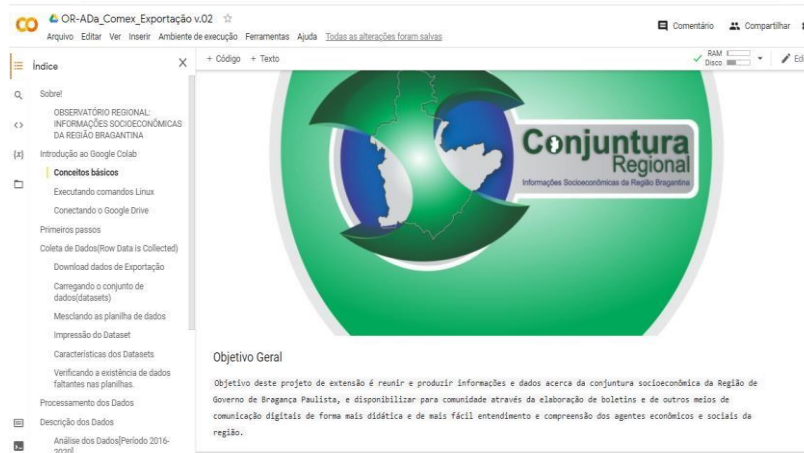 OR-ADa_Comex_Exportação v.02
Comentário
Compartilhar
Arquivo Editar Ver Inserir Ambiente de execução Ferramentas Ajuda Todas as alterações foram salvas
Índice
X
+ Código + Texto
RAM
Disco
Sobre!
OBSERVATÓRIO REGIONAL:
INFORMAÇÕES SOCIOECONÔMICAS
DA REGIÃO BRAGANTINA
Introdução ao Google Colab
Conceitos básicos
Executando comandos Linux
Conectando o Google Drive
Primeiros passos
Coleta de Dados(Row Data is Collected)
Download dados de Exportação
Carregando o conjunto de
dados(datasets)
Mesclando as planilha de dados
Impressão do Dataset
Características dos Datasets
Verificando a existência de dados
faltantes nas planilhas.
Processamento dos Dados
Descrição dos Dados
Análise dos Dados[Período 2016-
2020]
Conjuntura
Regional
Informações Socioeconômicas da Região Bragantina
Objetivo Geral
Objetivo deste projeto de extensão é reunir e produzir informações e dados acerca da conjuntura socioeconômica da Região de
Governo de Bragança Paulista, e disponibilizar para comunidade através da elaboração de boletins e de outros meios de
comunicação digitais de forma mais didática e de mais fácil entendimento e compreensão dos agentes econômicos e sociais da
região.